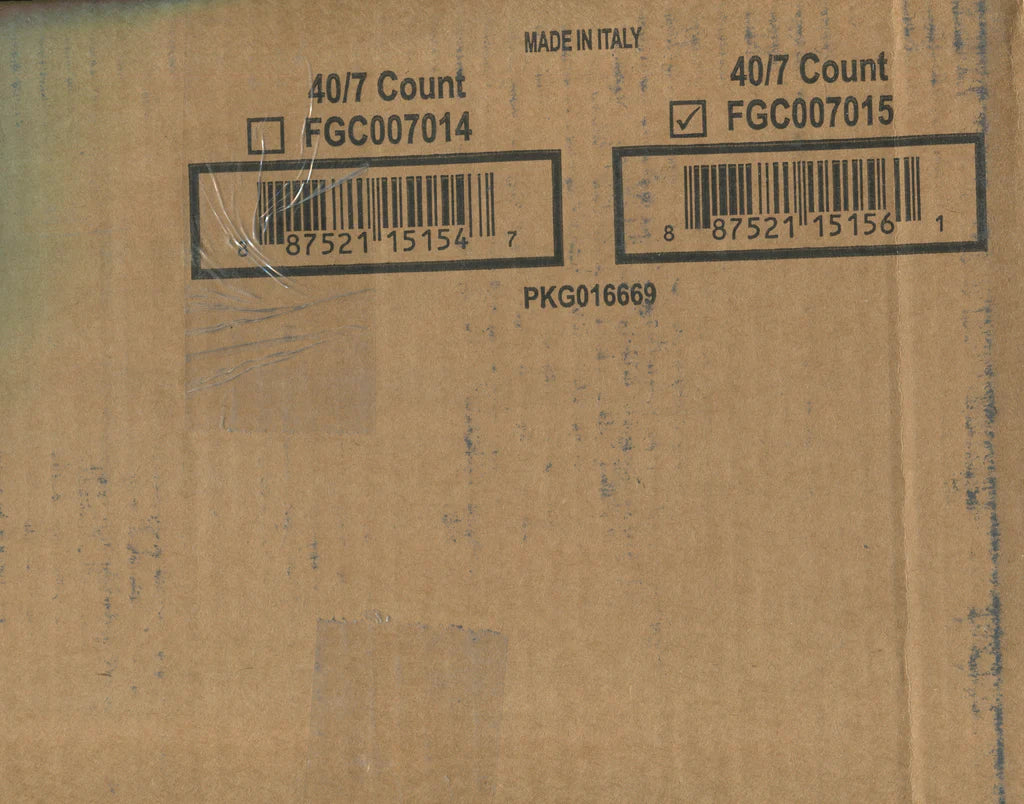 MADE IN ITALY
40/7 Count
FGC007014
8 87521 15154 7
40/7 Count
FGC007015
8 87521 15156 1
PKG016669